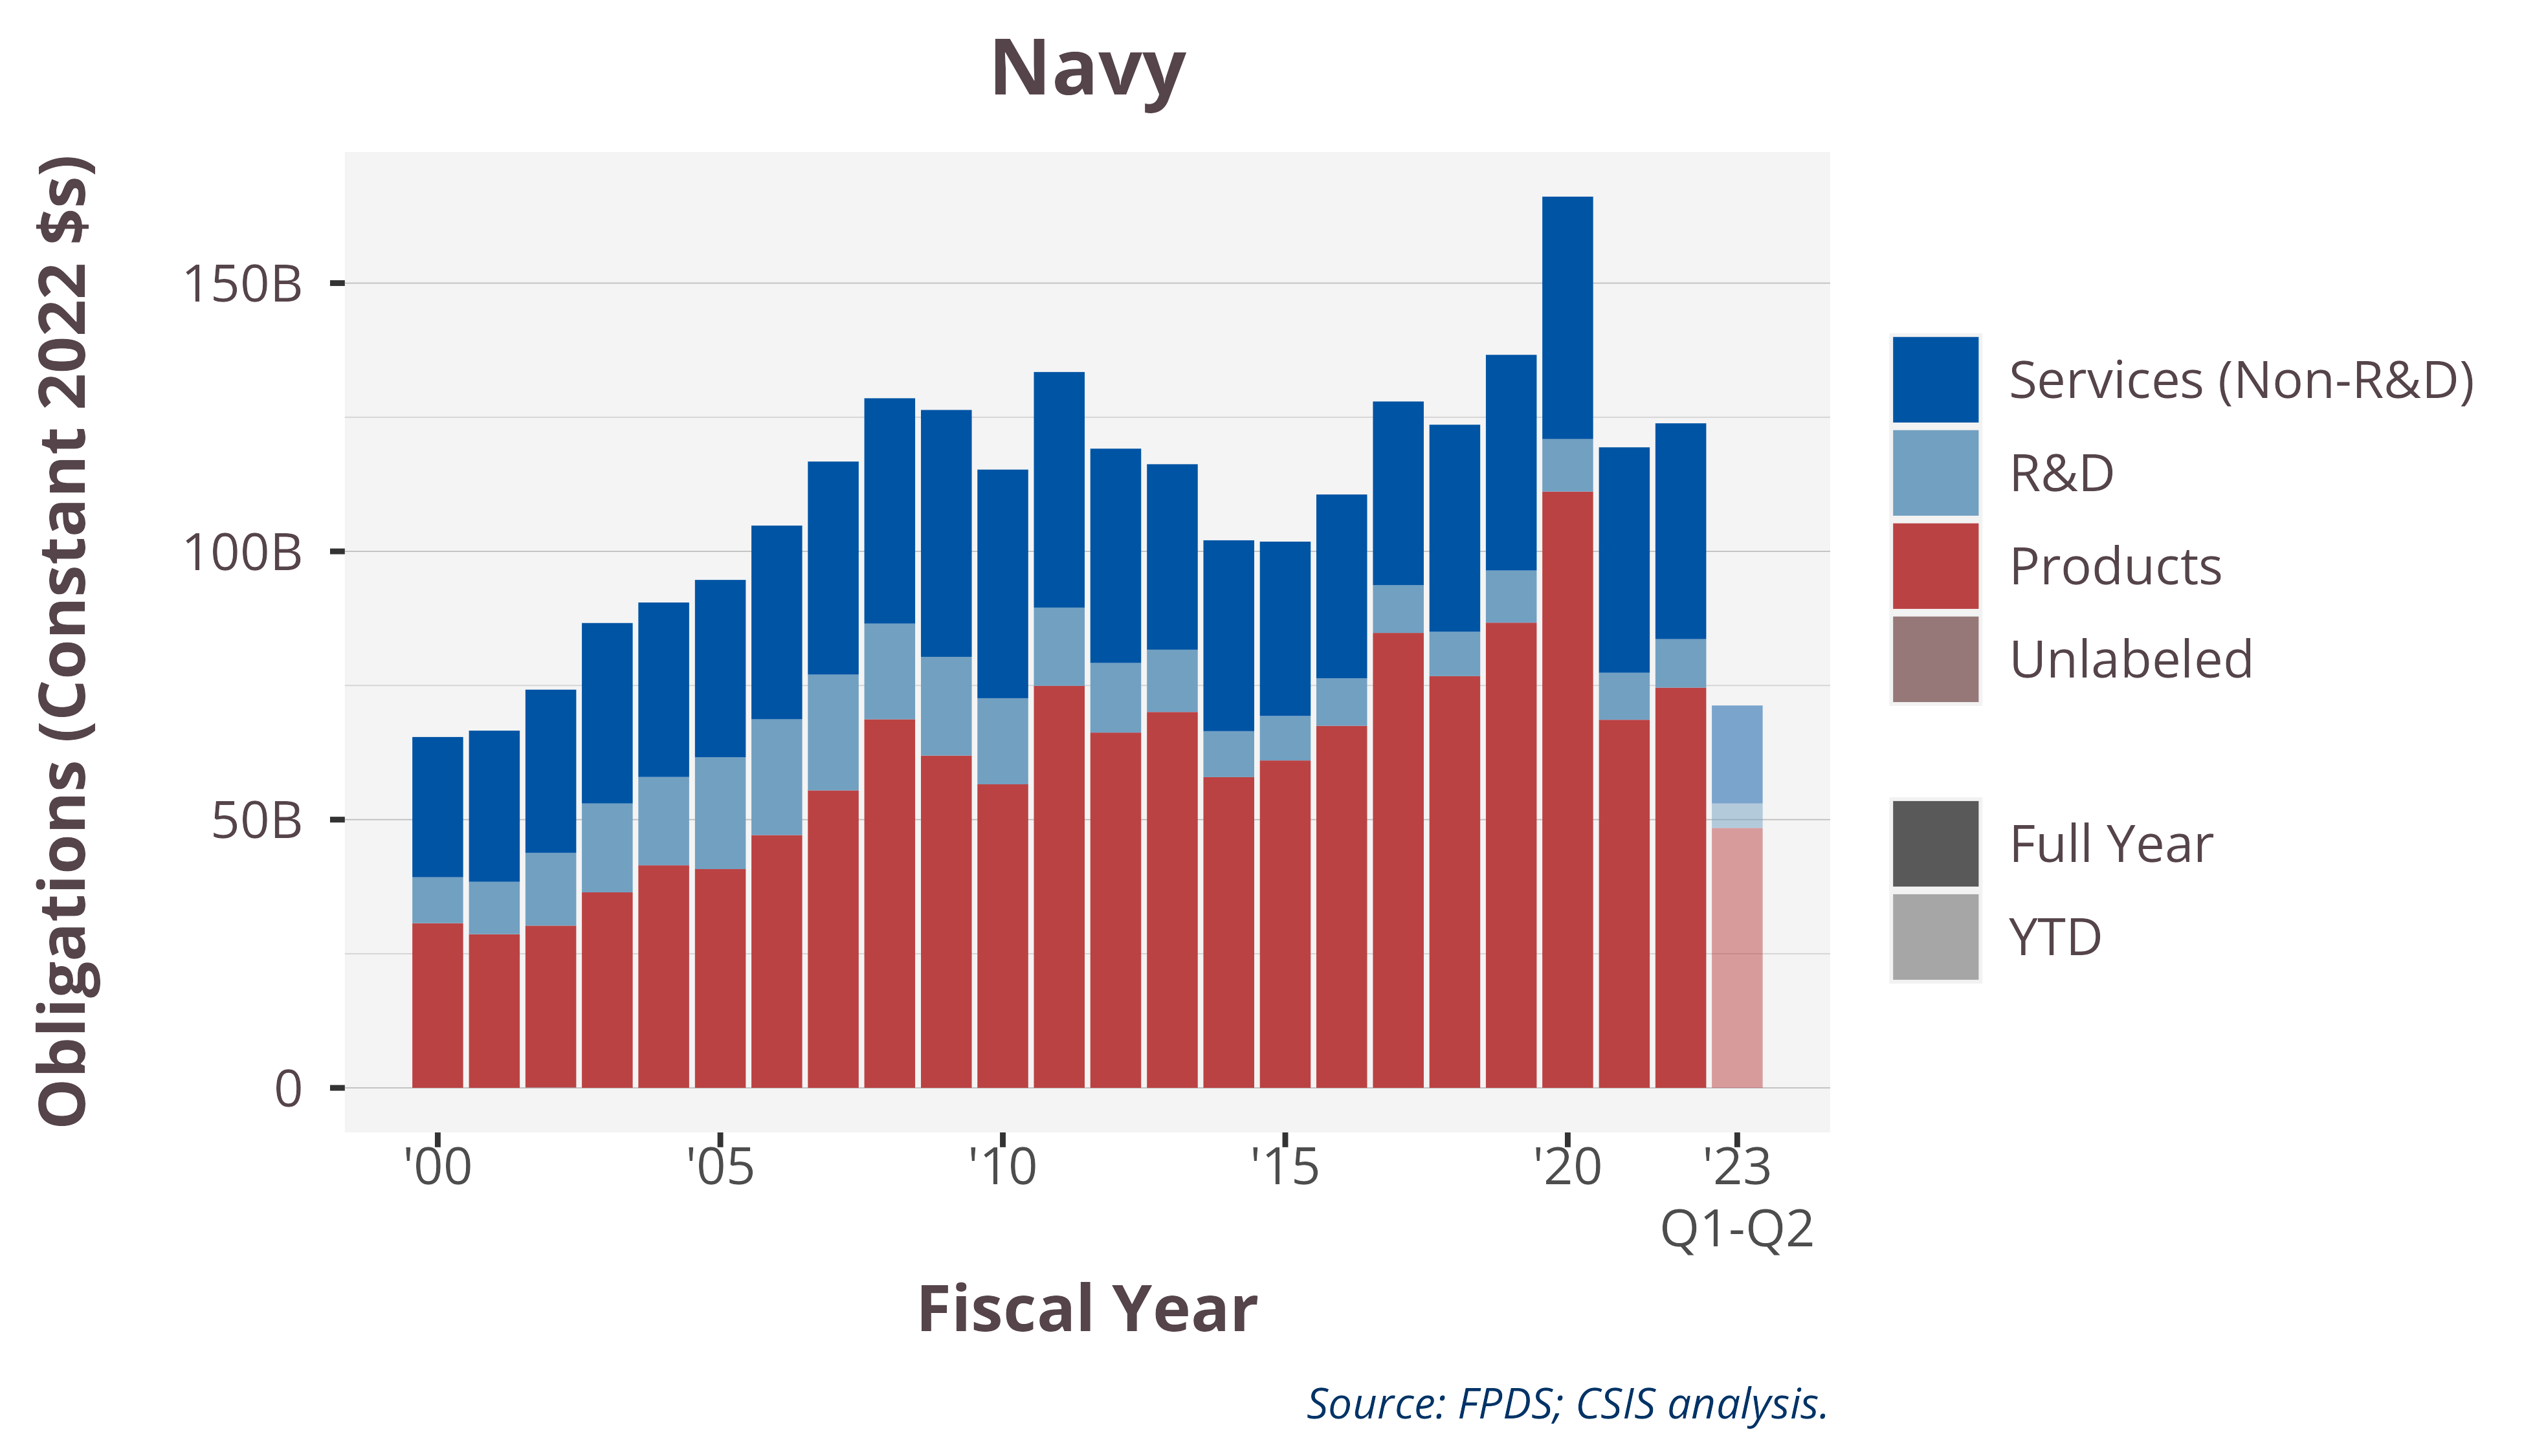 Navy
Obligations (Constant 2022 $s)
150B
100B
50B
0
'00
'05
'10
'15
'20
'23
Q1-Q2
Fiscal Year
Services (Non-R&D)
R&D
Products
Unlabeled
Full Year
YTD
Source: FPDS; CSIS analysis.